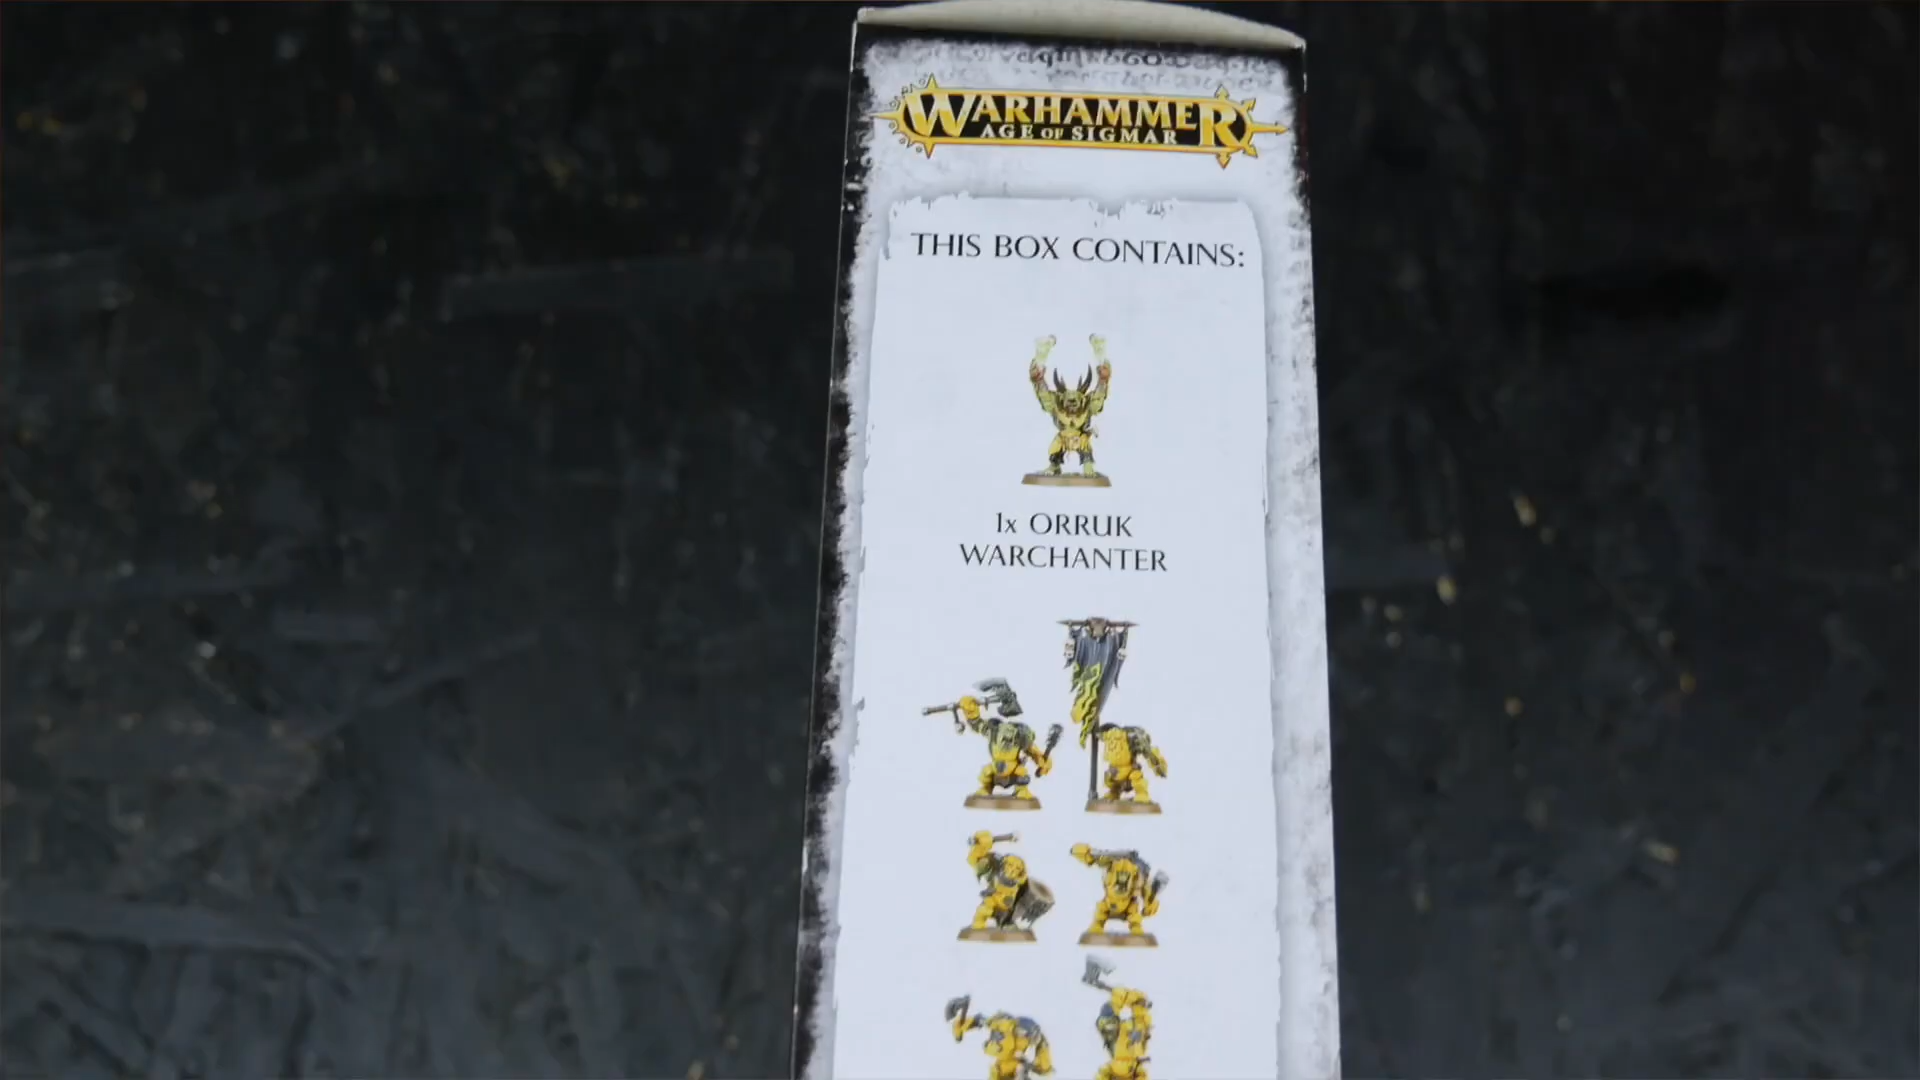 WARHAMMER
AGE OF SIGMAR
THIS BOX CONTAINS:
1x ORRUK
WARCHANTER